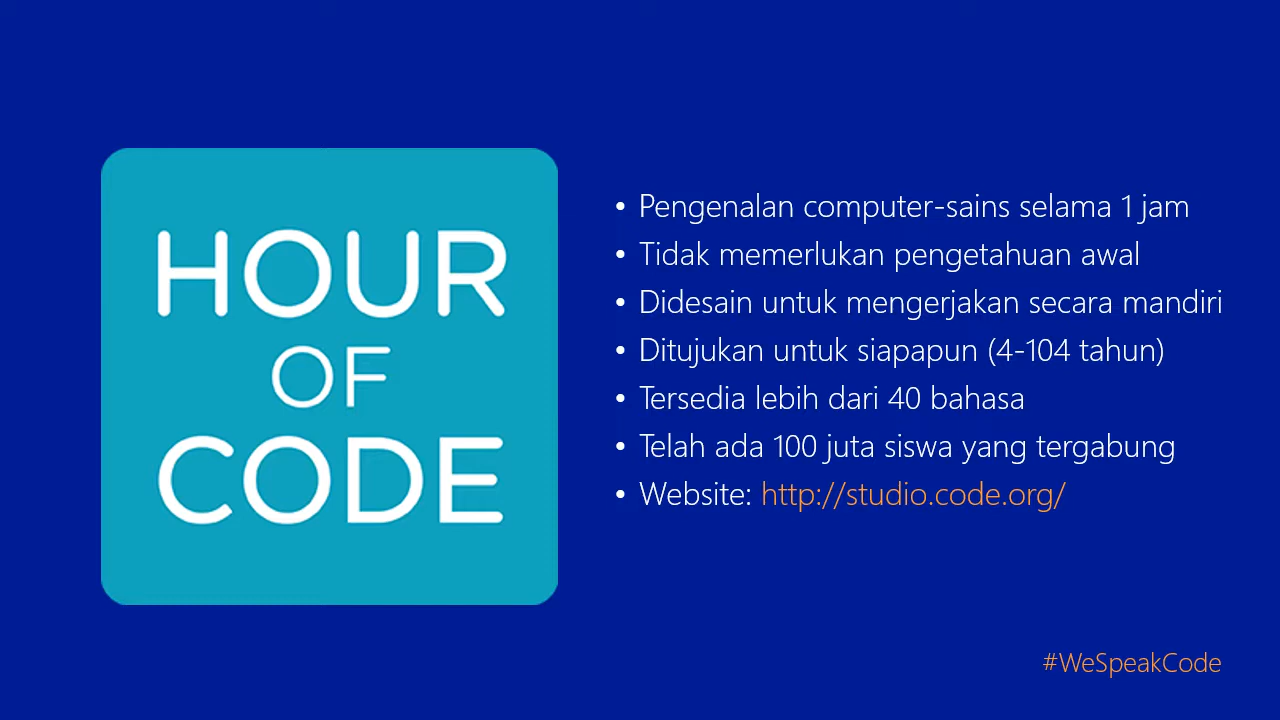 HOUR
OF
CODE
• Pengenalan computer-sains selama 1 jam
• Tidak memerlukan pengetahuan awal
• Didesain untuk mengerjakan secara mandiri
• Ditujukan untuk siapapun (4-104 tahun)
• Tersedia lebih dari 40 bahasa
• Telah ada 100 juta siswa yang tergabung
• Website: http://studio.code.org/
#WeSpeakCode